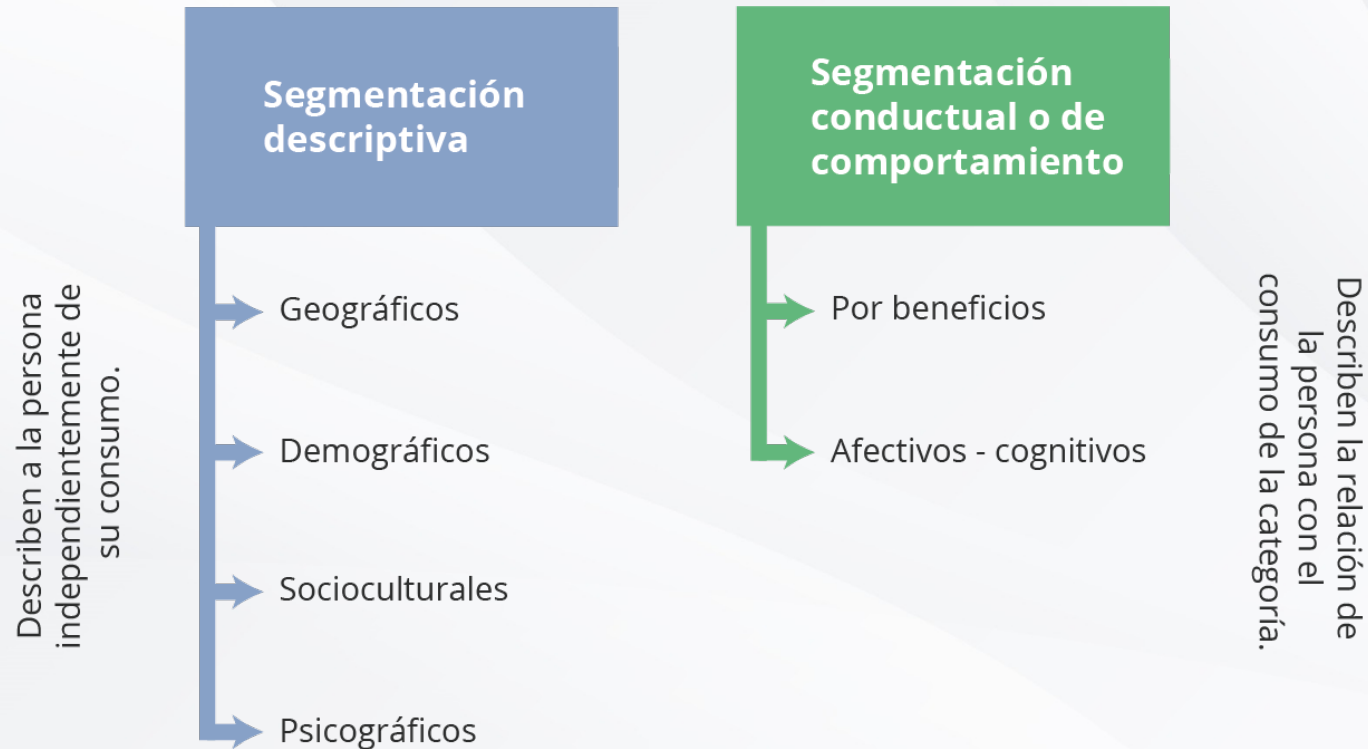 Segmentación
descriptiva
Describen a la persona
independientemente de
su consumo.
Geográficos
Demográficos
Socioculturales
Psicográficos
Segmentación
conductual o de
comportamiento
Por beneficios
Afectivos - cognitivos
Describen la relación de
la persona con el
consumo de la categoría.